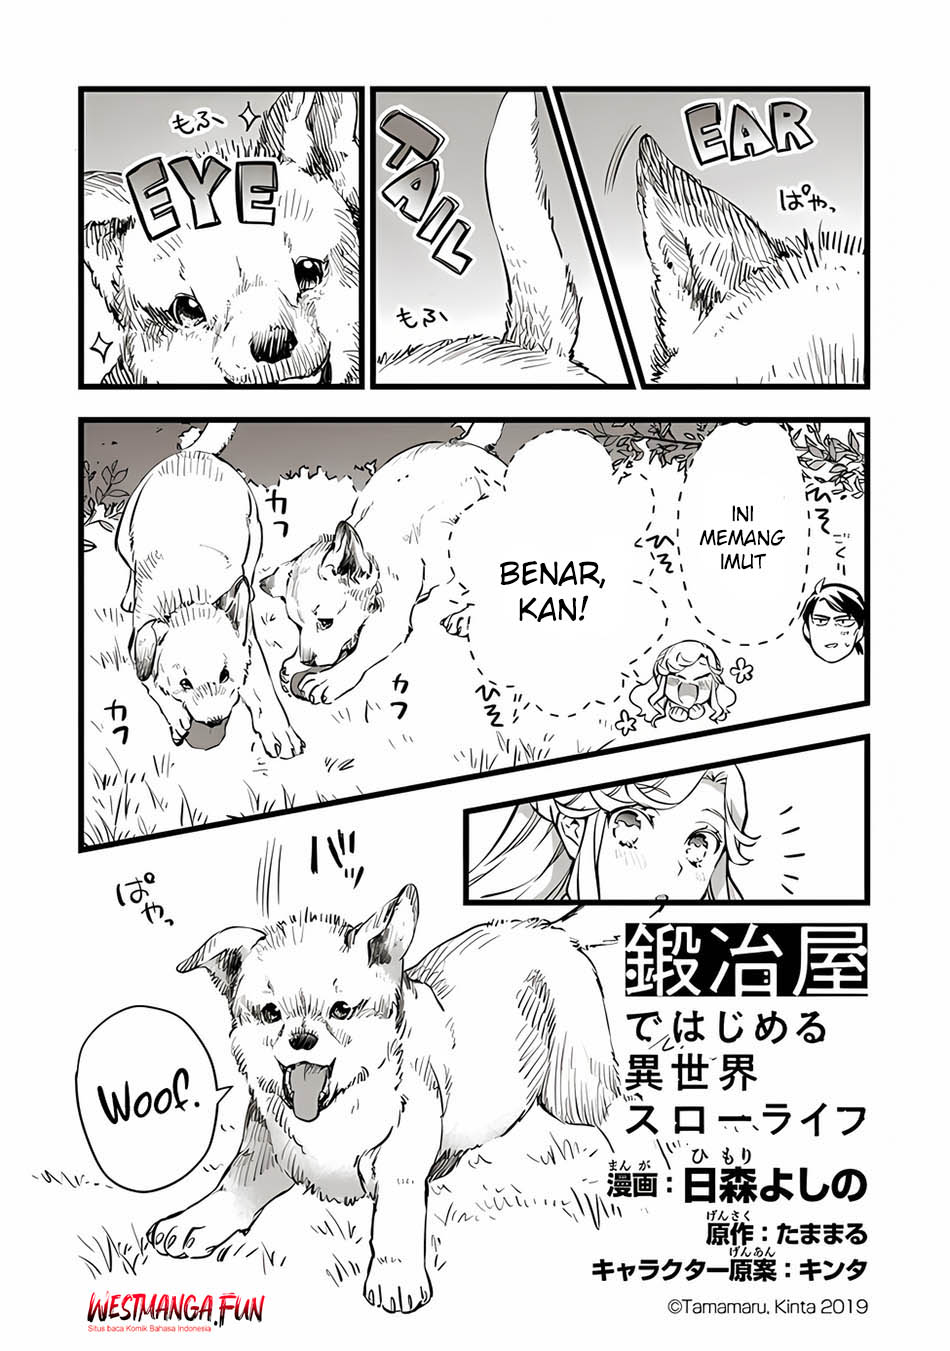 EAR
ぱやっ
TAIL
もふ
もふ
EYE
INI
MEMANG
IMUT
ひそ
ひそ
BENAR,
KAN!
ひそ
ひそ
カフ
カフ
カフ
バッ
ぱやっ
Woof.
鍛冶屋
ではじめる
異世界
スローライフ
まんが
ひもり
漫画：日森よしの
げんさく
原作：たままる
げんあん
キャラクター原案：キンタ
©Tamamaru, Kinta 2019
WESTMANGA.FUN
Situs baca Komik Bahasa Indonesia